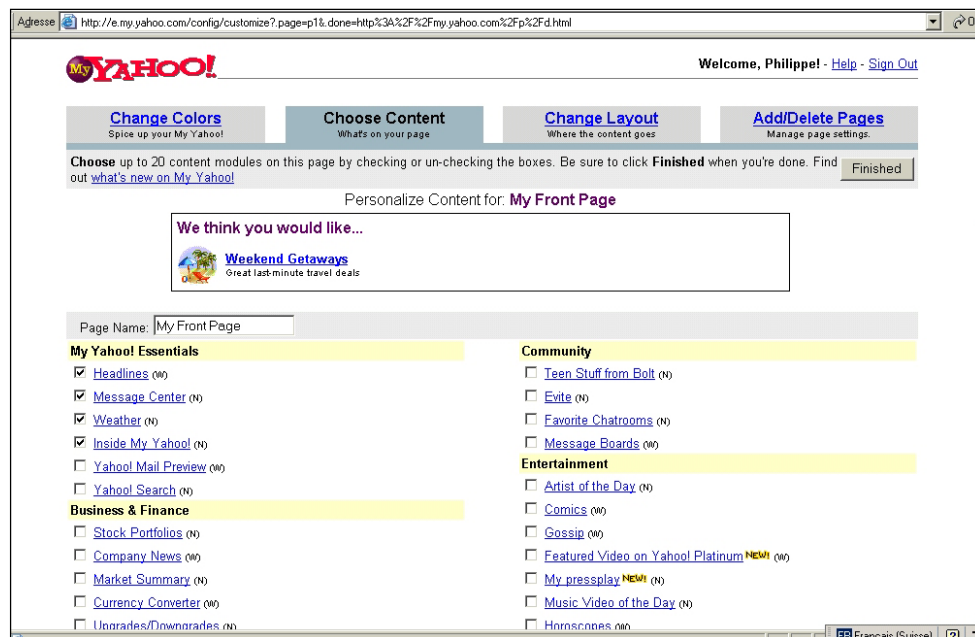 Adresse http://e.my.yahoo.com/config/customize?.page=p1&.done=http%3A%2F%2Fmy.yahoo.com%2Fp%2Fd.html
My YAHOO!
Welcome, Philippe! - Help - Sign Out
Change Colors
Spice up your My Yahoo!
Choose Content
What's on your page
Change Layout
Where the content goes
Add/Delete Pages
Manage page settings.
Choose up to 20 content modules on this page by checking or un-checking the boxes. Be sure to click Finished when you're done. Find
out what's new on My Yahoo!
Finished
Personalize Content for: My Front Page
We think you would like...
Weekend Getaways
Great last-minute travel deals
Page Name: My Front Page
My Yahoo! Essentials
Headlines (W)
Message Center (N)
Weather (N)
Inside My Yahoo! (N)
Yahoo! Mail Preview (W)
Yahoo! Search (N)
Business & Finance
Stock Portfolios (N)
Company News (W)
Market Summary (N)
Currency Converter (W)
Upgrades/Downgrades (N)
Community
Teen Stuff from Bolt (N)
Evite (N)
Favorite Chatrooms (N)
Message Boards (W)
Entertainment
Artist of the Day (N)
Comics (W)
Gossip (W)
Featured Video on Yahoo! Platinum NEW! (W)
My pressplay NEW! (N)
Music Video of the Day (N)
Horoscopes (W)
FR Français (Suisse)